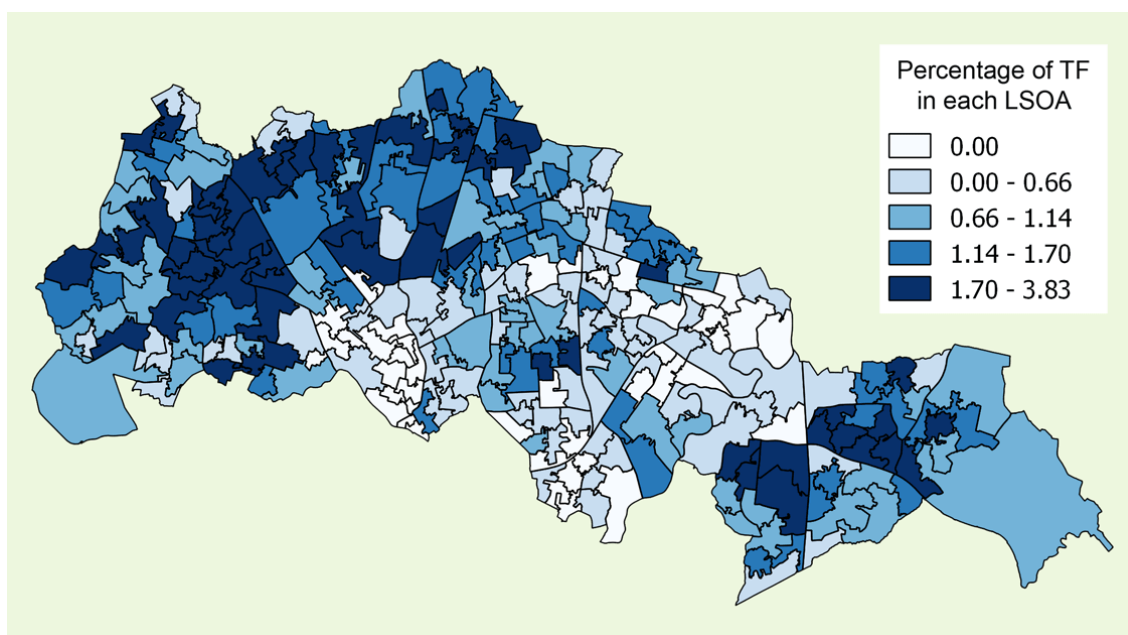 Percentage of TF
in each LSOA
0.00
0.00 - 0.66
0.66 - 1.14
1.14 - 1.70
1.70 - 3.83